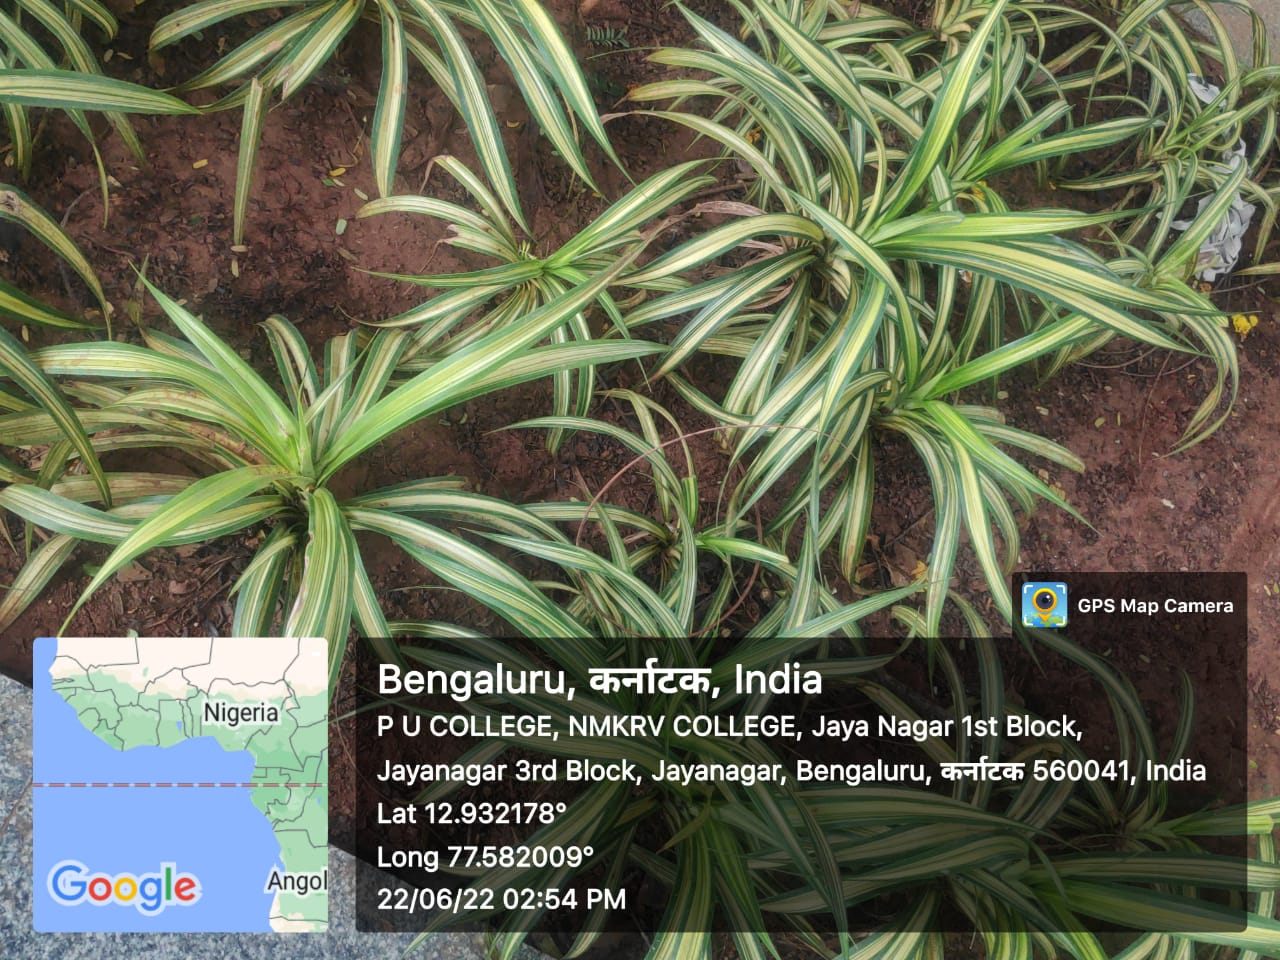 GPS Map Camera
Nigeria
Angol
Google
Bengaluru, कर्नाटक, India
P U COLLEGE, NMKRV COLLEGE, Jaya Nagar 1st Block,
Jayanagar 3rd Block, Jayanagar, Bengaluru, कर्नाटक 560041, India
Lat 12.932178°
Long 77.582009°
22/06/22 02:54 PM